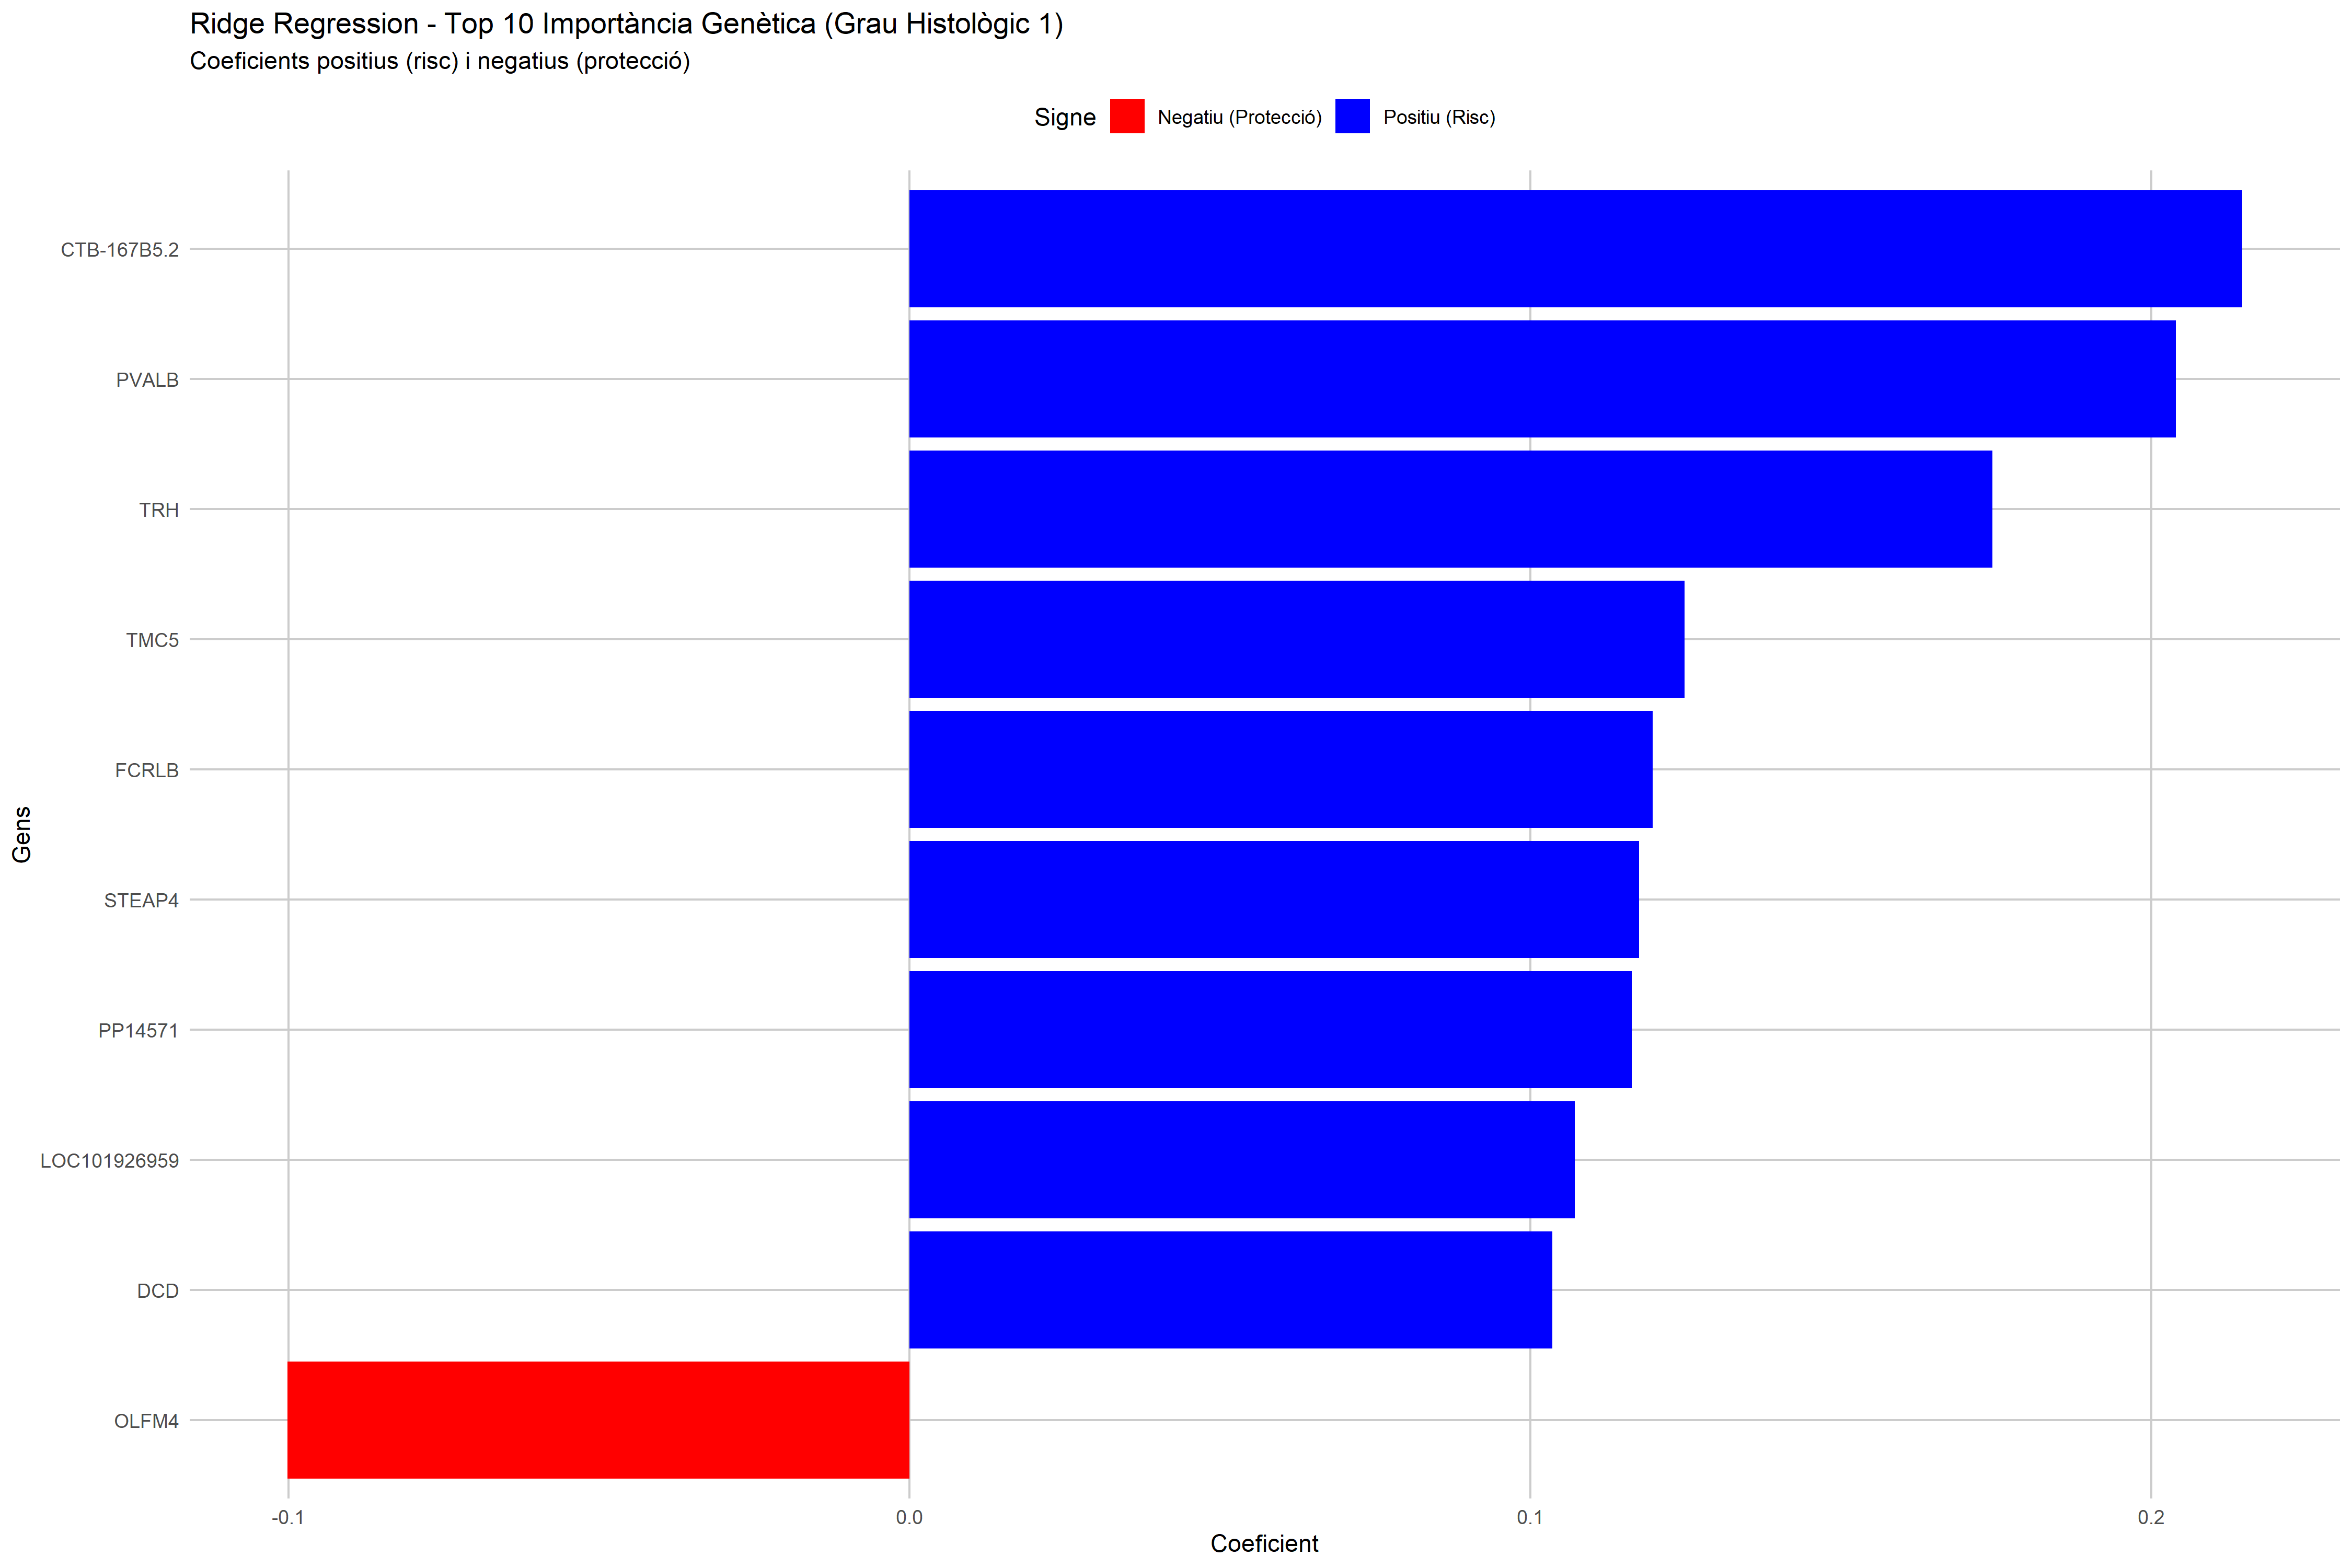 Ridge Regression - Top 10 Importància Genètica (Grau Histològic 1)
Coeficients positius (risc) i negatius (protecció)
Signe Negatiu (Protecció) Positiu (Risc)
CTB-167B5.2
PVALB
TRH
TMC5
FCRLB
STEAP4
PP14571
LOC101926959
DCD
OLFM4
Gens
-0.1 0.0 0.1 0.2
Coeficient